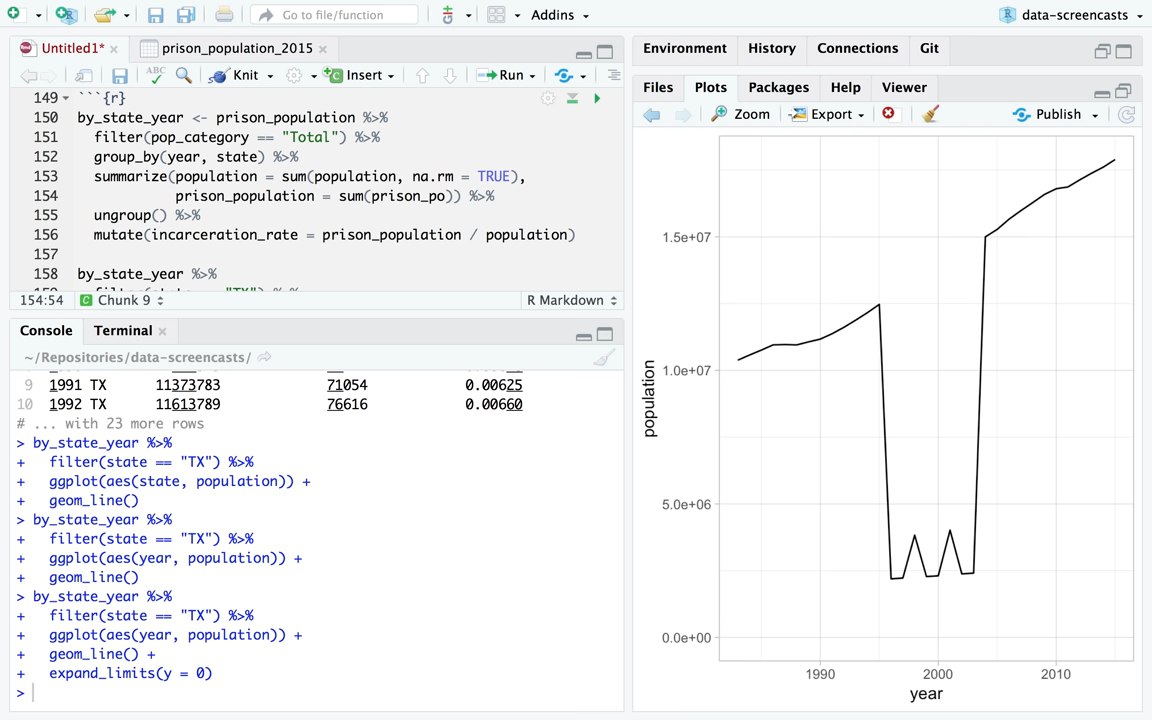 Go to file/function
Addins
data-screencasts
Untitled1*
prison_population_2015
ABC
Knit
Insert
Run
149 ```{r}
150 by_state_year <- prison_population %>%
151   filter(pop_category == "Total") %>%
152   group_by(year, state) %>%
153   summarize(population = sum(population, na.rm = TRUE),
154             prison_population = sum(prison_po)) %>%
155   ungroup() %>%
156   mutate(incarceration_rate = prison_population / population)
157
158 by_state_year %>%
154:54 C Chunk 9
R Markdown
Console
Terminal
~/Repositories/data-screencasts/
9 1991 TX 11373783 71054 0.00625
10 1992 TX 11613789 76616 0.00660
# ... with 23 more rows
> by_state_year %>%
+   filter(state == "TX") %>%
+   ggplot(aes(state, population)) +
+   geom_line()
> by_state_year %>%
+   filter(state == "TX") %>%
+   ggplot(aes(year, population)) +
+   geom_line()
> by_state_year %>%
+   filter(state == "TX") %>%
+   ggplot(aes(year, population)) +
+   geom_line() +
+   expand_limits(y = 0)
>
Environment
History
Connections
Git
Files
Plots
Packages
Help
Viewer
Zoom
Export
Publish
1.5e+07
1.0e+07
5.0e+06
0.0e+00
population
1990
2000
2010
year